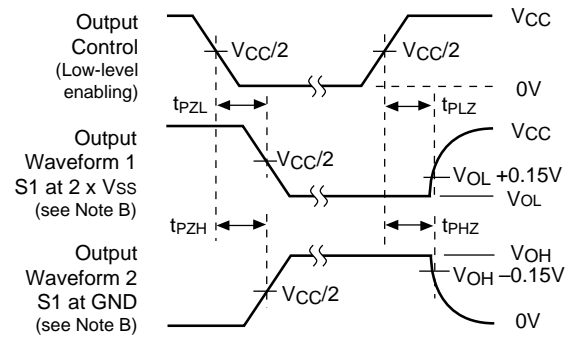 Output
Control
(Low-level
enabling)
VCC/2
VCC/2
VCC
0V
tPZL
tPLZ
Output
Waveform 1
S1 at 2 x VSS
(see Note B)
VCC/2
VCC
VOL +0.15V
VOL
tPZH
tPHZ
Output
Waveform 2
S1 at GND
(see Note B)
VCC/2
VOH
VOH –0.15V
0V